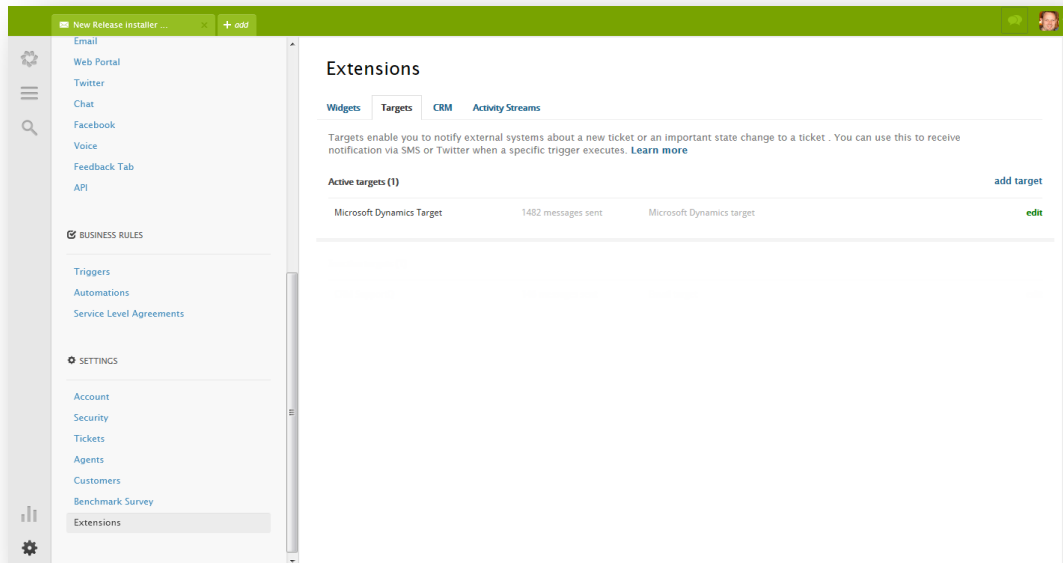 New Release installer ...
× + add
Email
Web Portal
Twitter
Chat
Facebook
Voice
Feedback Tab
API
BUSINESS RULES
Triggers
Automations
Service Level Agreements
SETTINGS
Account
Security
Tickets
Agents
Customers
Benchmark Survey
Extensions
Extensions
Widgets Targets CRM Activity Streams
Targets enable you to notify external systems about a new ticket or an important state change to a ticket . You can use this to receive
notification via SMS or Twitter when a specific trigger executes. Learn more
Active targets (1) add target
Microsoft Dynamics Target 1482 messages sent Microsoft Dynamics target edit